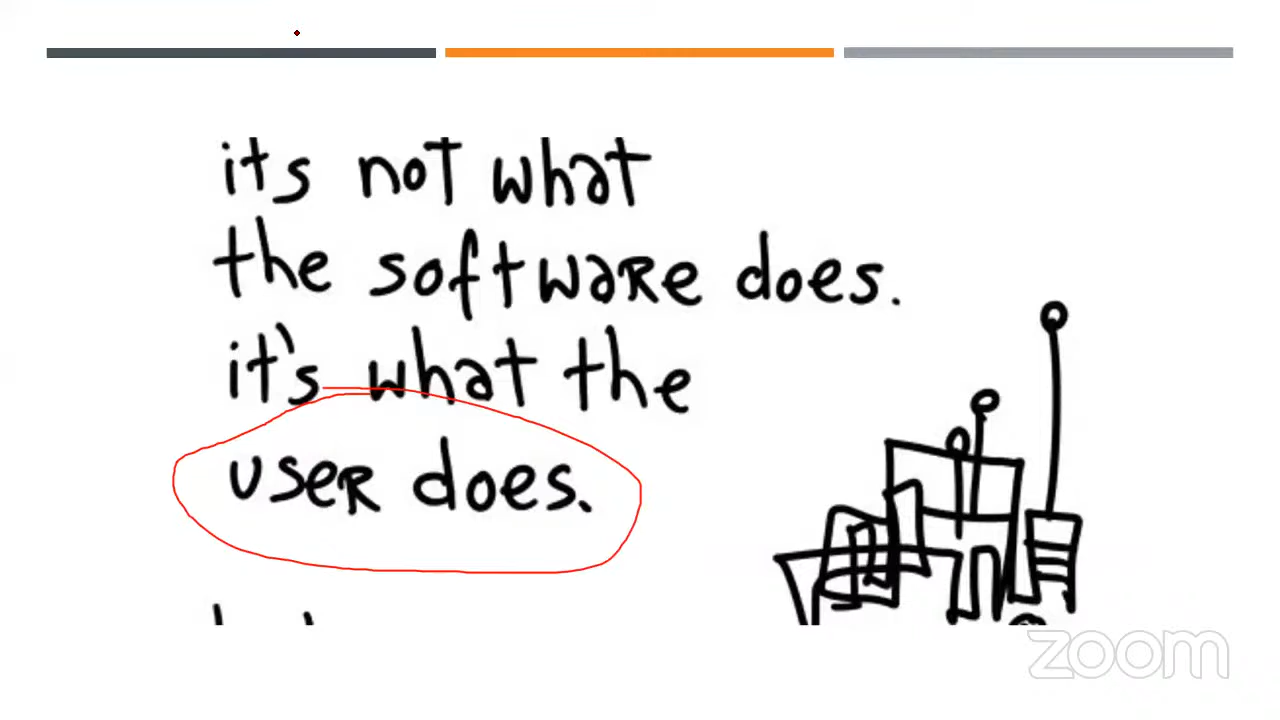 its not what
the software does.
it's what the
user does.
zoom